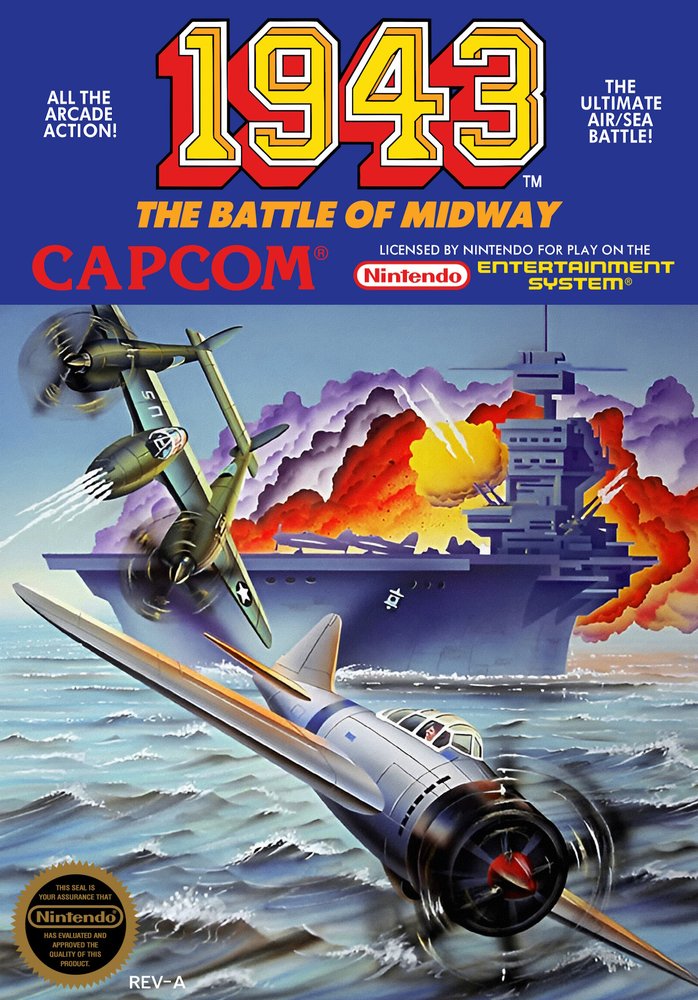 1943
TM
THE BATTLE OF MIDWAY
ALL THE
ARCADE
ACTION!
THE
ULTIMATE
AIR/SEA
BATTLE!
CAPCOM®
LICENSED BY NINTENDO FOR PLAY ON THE
Nintendo
ENTERTAINMENT
SYSTEM®
US
THIS SEAL IS
YOUR ASSURANCE THAT
Nintendo
HAS EVALUATED AND
APPROVED THE
QUALITY OF THIS
PRODUCT.
REV-A